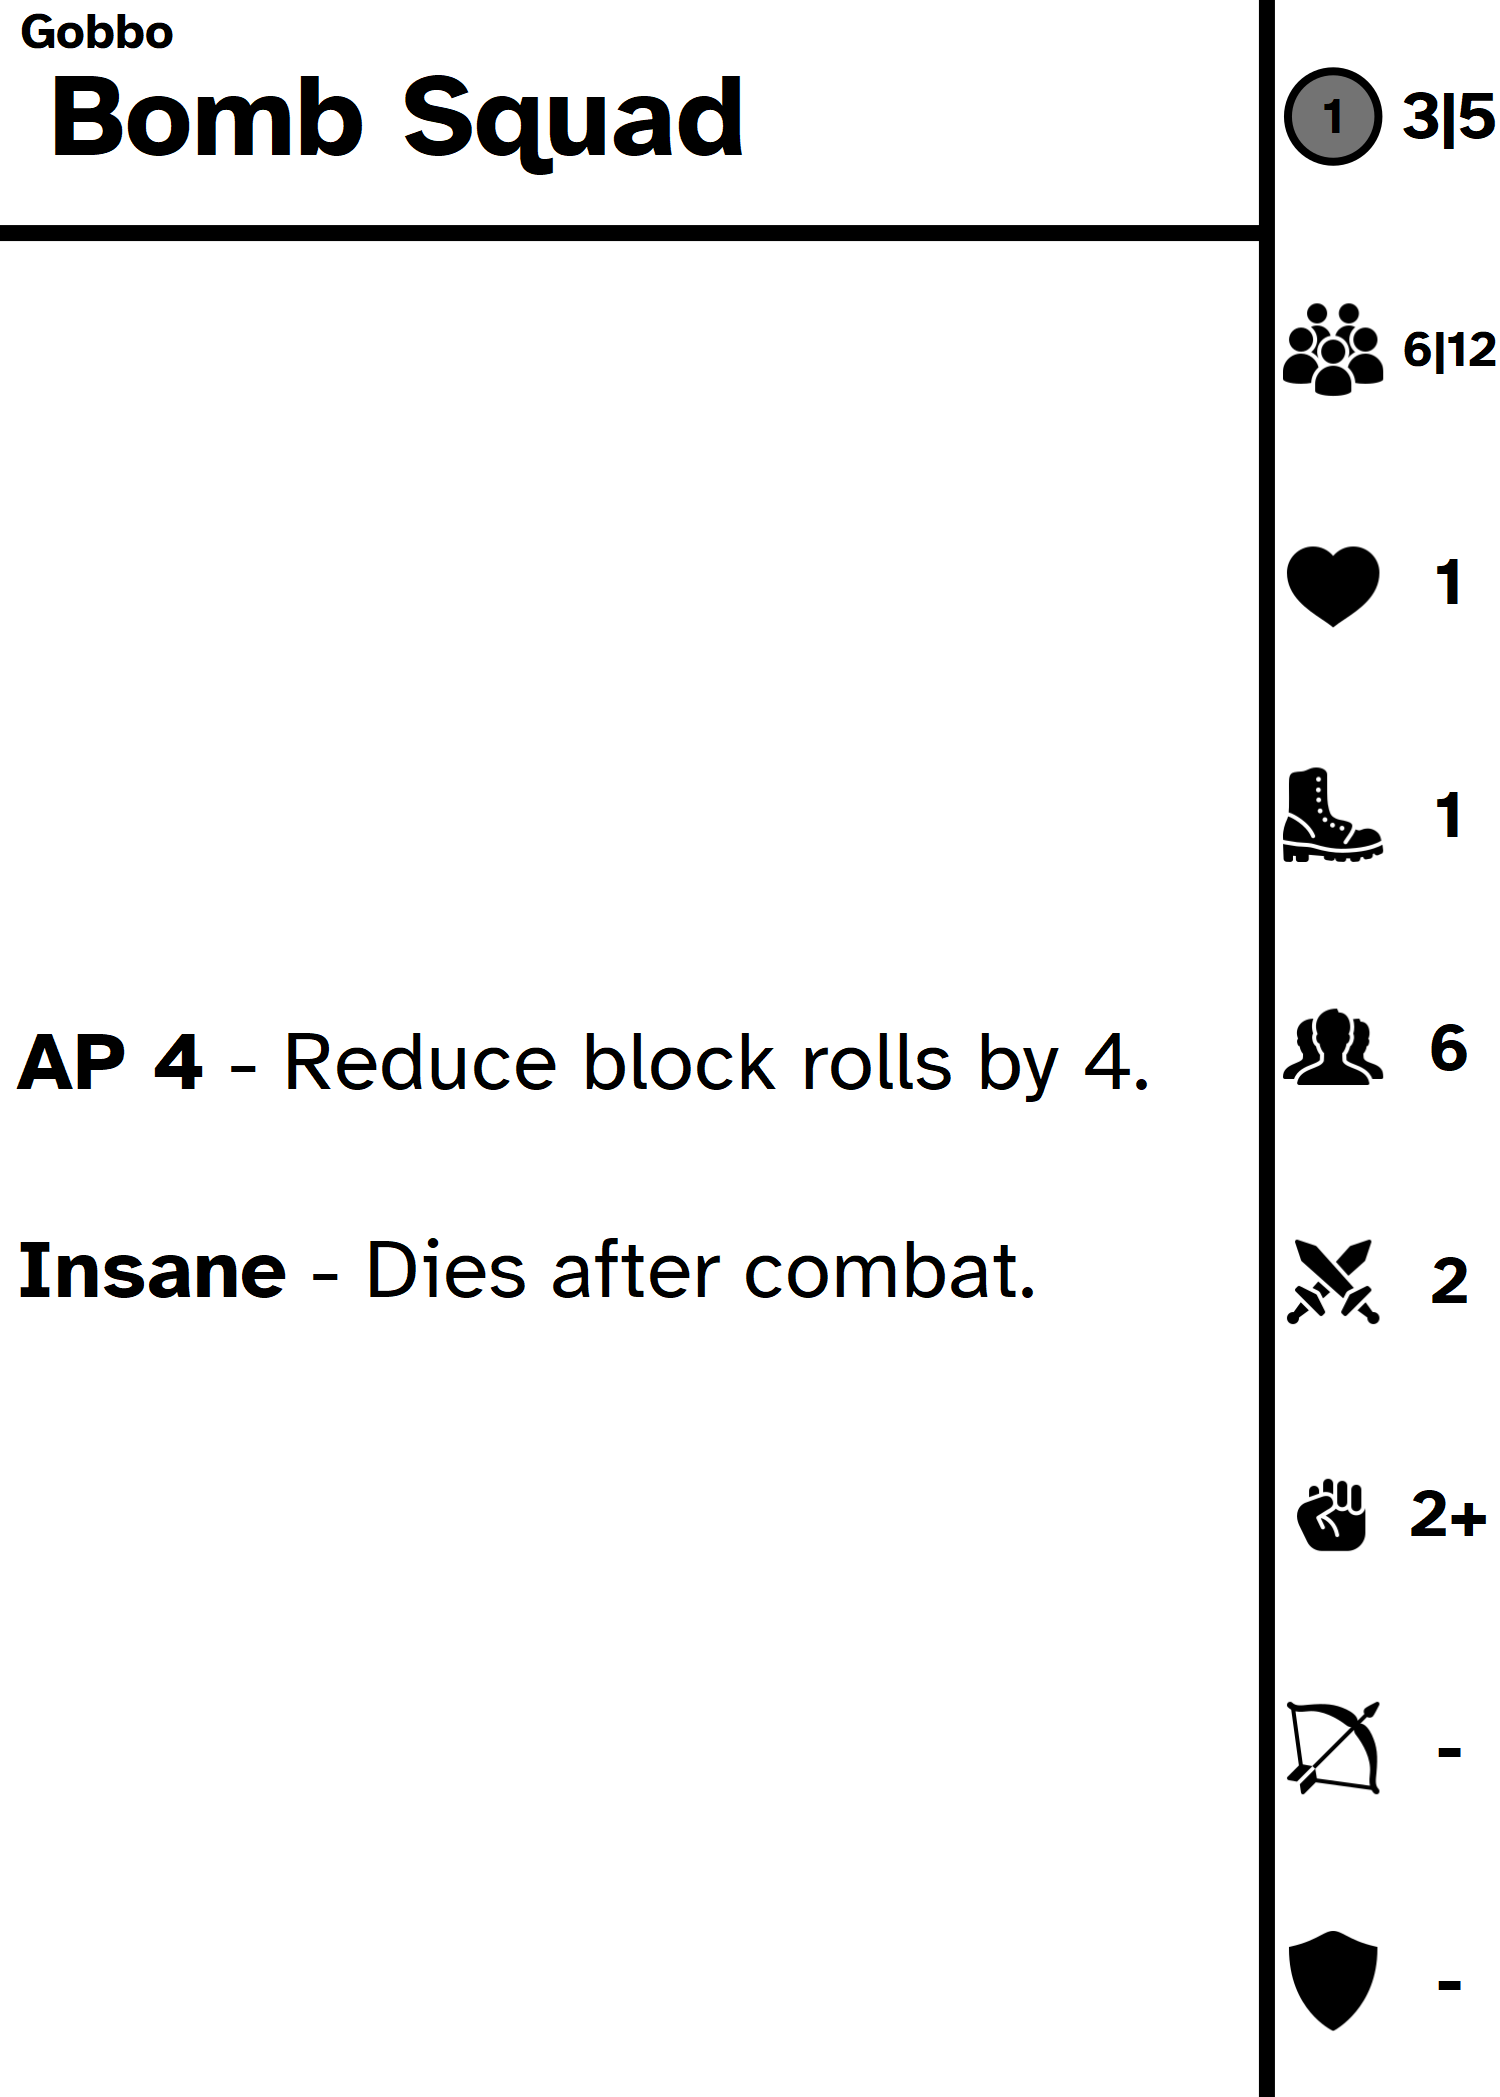 Gobbo
Bomb Squad
1 3|5
6|12
1
1
AP 4 - Reduce block rolls by 4.
6
Insane - Dies after combat.
2
2+
-
-